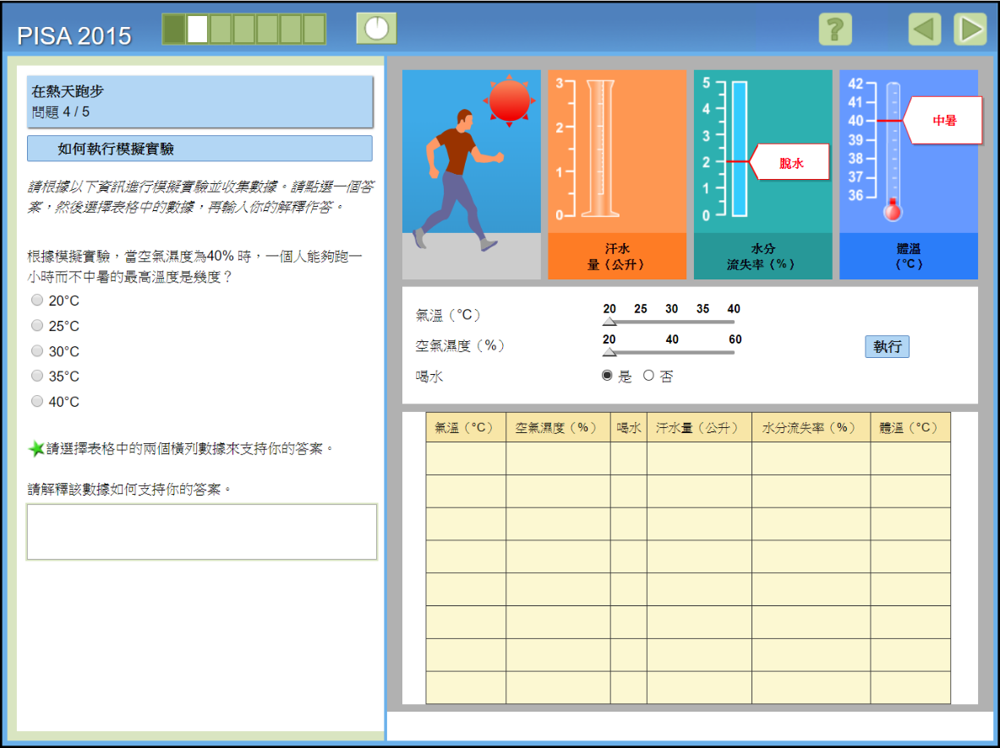 PISA 2015
?
在熱天跑步
問題 4 / 5
如何執行模擬實驗
請根據以下資訊進行模擬實驗並收集數據。請點選一個答
案，然後選擇表格中的數據，再輸入你的解釋作答。
根據模擬實驗，當空氣濕度為40% 時，一個人能夠跑一
小時而不中暑的最高溫度是幾度？
20°C
25°C
30°C
35°C
40°C
請選擇表格中的兩個橫列數據來支持你的答案。
請解釋該數據如何支持你的答案。
3
2
1
0
汗水
量（公升）
5
4
3
2
1
0
脫水
水分
流失率（%）
42
41
40
39
38
37
36
中暑
體溫
（°C）
氣溫（°C） 20 25 30 35 40
空氣濕度（%） 20 40 60
喝水 是 否
執行
氣溫（°C） 空氣濕度（%） 喝水 汗水量（公升） 水分流失率（%） 體溫（°C）